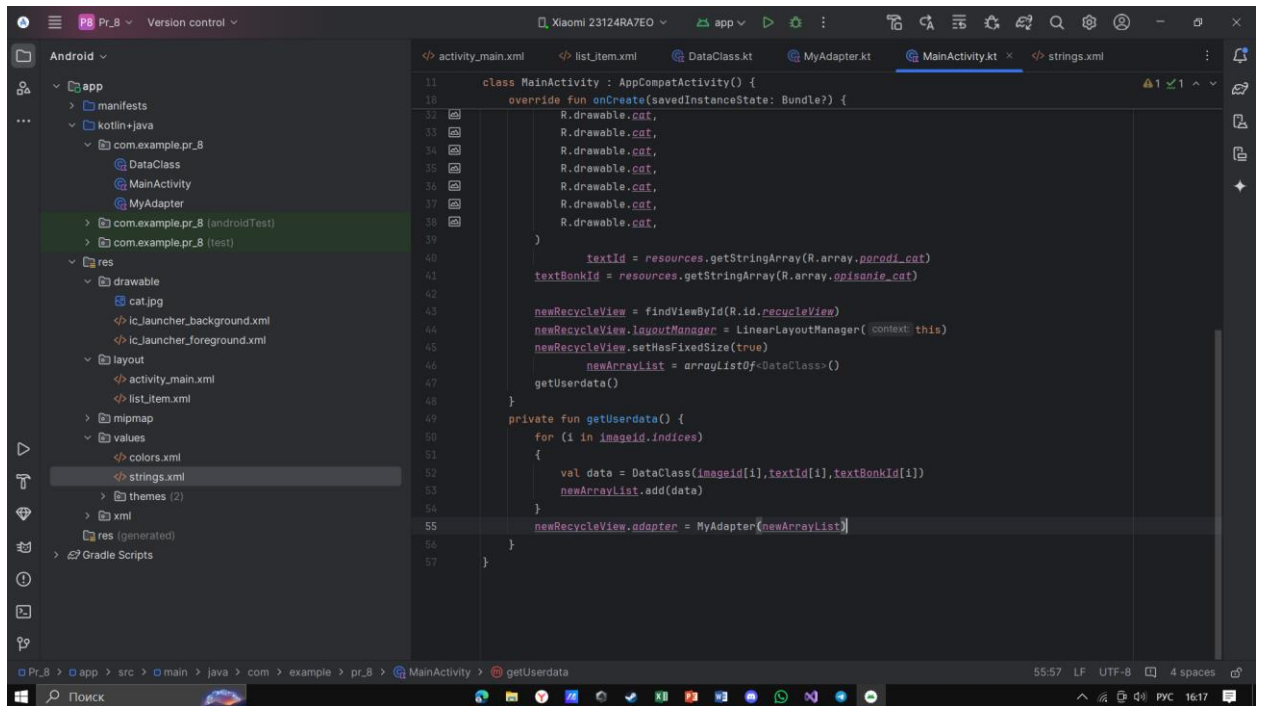 PB Pr_8 Version control Xiaomi 23124RA7EO app
Android
activity_main.xml list_item.xml DataClass.kt MyAdapter.kt MainActivity.kt strings.xml
app
manifests
kotlin+java
com.example.pr_8
DataClass
MainActivity
MyAdapter
com.example.pr_8 (androidTest)
com.example.pr_8 (test)
res
drawable
cat.jpg
ic_launcher_background.xml
ic_launcher_foreground.xml
layout
activity_main.xml
list_item.xml
mipmap
values
colors.xml
strings.xml
themes (2)
xml
res (generated)
Gradle Scripts
11 class MainActivity : AppCompatActivity() {
18 override fun onCreate(savedInstanceState: Bundle?) {
1 1
32 R.drawable.cat,
33 R.drawable.cat,
34 R.drawable.cat,
35 R.drawable.cat,
36 R.drawable.cat,
37 R.drawable.cat,
38 R.drawable.cat,
39 )
40 textId = resources.getStringArray(R.array.porodi_cat)
41 textBonkId = resources.getStringArray(R.array.opisanie_cat)
42
43 newRecycleView = findViewById(R.id.recycleView)
44 newRecycleView.layoutManager = LinearLayoutManager( context: this)
45 newRecycleView.setHasFixedSize(true)
46 newArrayList = arrayListOf<DataClass>()
47 getUserdata()
48 }
49 private fun getUserdata() {
50 for (i in imageid.indices)
51 {
52 val data = DataClass(imageid[i],textId[i],textBonkId[i])
53 newArrayList.add(data)
54 }
55 newRecycleView.adapter = MyAdapter(newArrayList)
56 }
57 }
Pr_8 > app > src > main > java > com > example > pr_8 > MainActivity > getUserdata 55:57 LF UTF-8 4 spaces
Поиск РУС 16:17